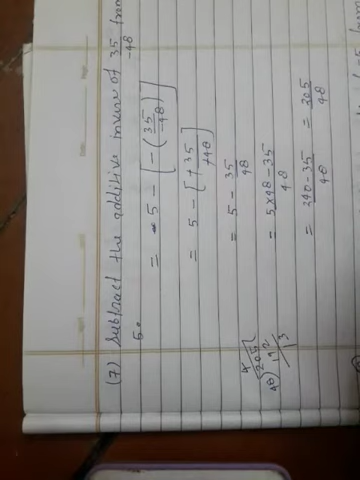 (7) Subtract the additive inverse of 35/-48 from
5.
= 5 - [ - ( 35/-48 ) ]
= 5 - [ + 35/+48 ]
= 5 - 35/48
= 5×48-35/48
= 240-35/48 = 205/48
4
48)205
192
13